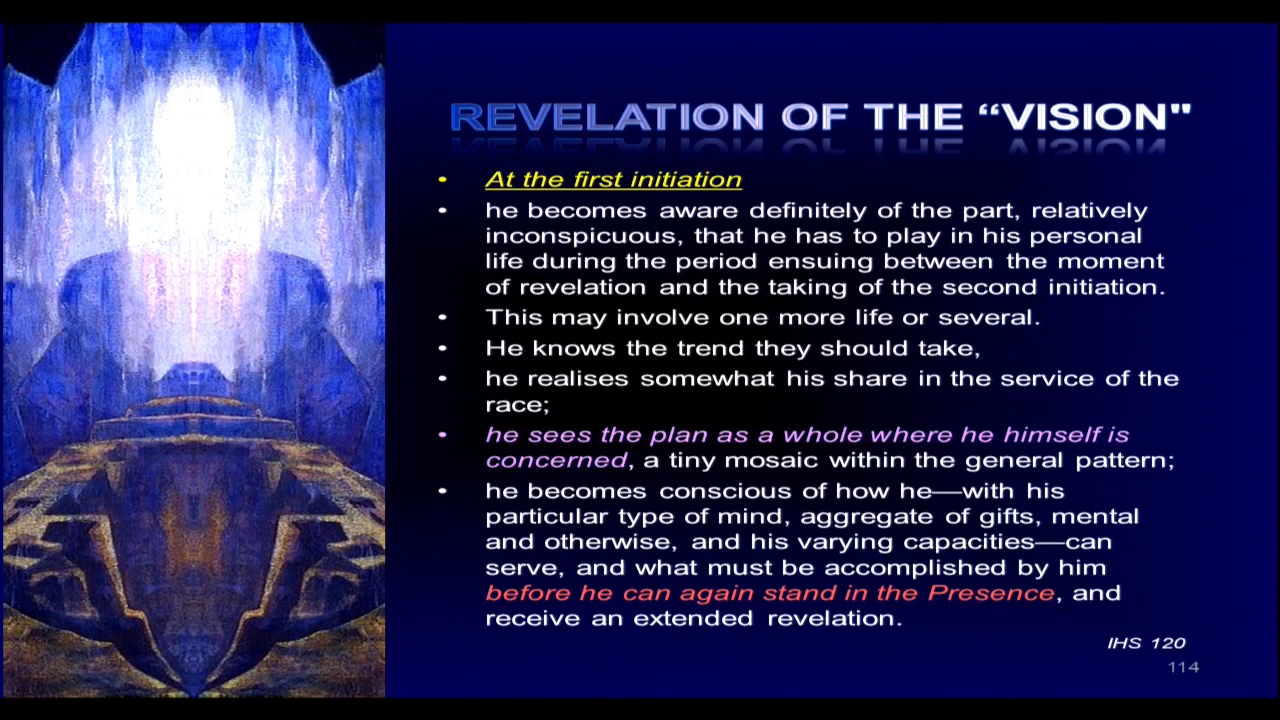 REVELATION OF THE “VISION"
• At the first initiation
• he becomes aware definitely of the part, relatively
inconspicuous, that he has to play in his personal
life during the period ensuing between the moment
of revelation and the taking of the second initiation.
• This may involve one more life or several.
• He knows the trend they should take,
• he realises somewhat his share in the service of the
race;
• he sees the plan as a whole where he himself is
concerned, a tiny mosaic within the general pattern;
• he becomes conscious of how he—with his
particular type of mind, aggregate of gifts, mental
and otherwise, and his varying capacities—can
serve, and what must be accomplished by him
before he can again stand in the Presence, and
receive an extended revelation.
IHS 120
114